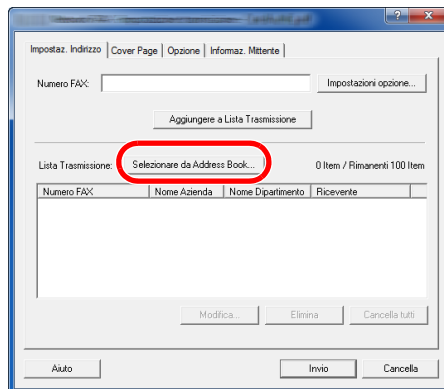 Impostaz. Indirizzo Cover Page Opzione Informaz. Mittente
Numero FAX: Impostazioni opzione...
Aggiungere a Lista Trasmissione
Lista Trasmissione: Selezionare da Address Book... 0 Item / Rimanenti 100 Item
Numero FAX Nome Azienda Nome Dipartimento Ricevente
Modifica... Elimina Cancella tutti
Aiuto Invio Cancella